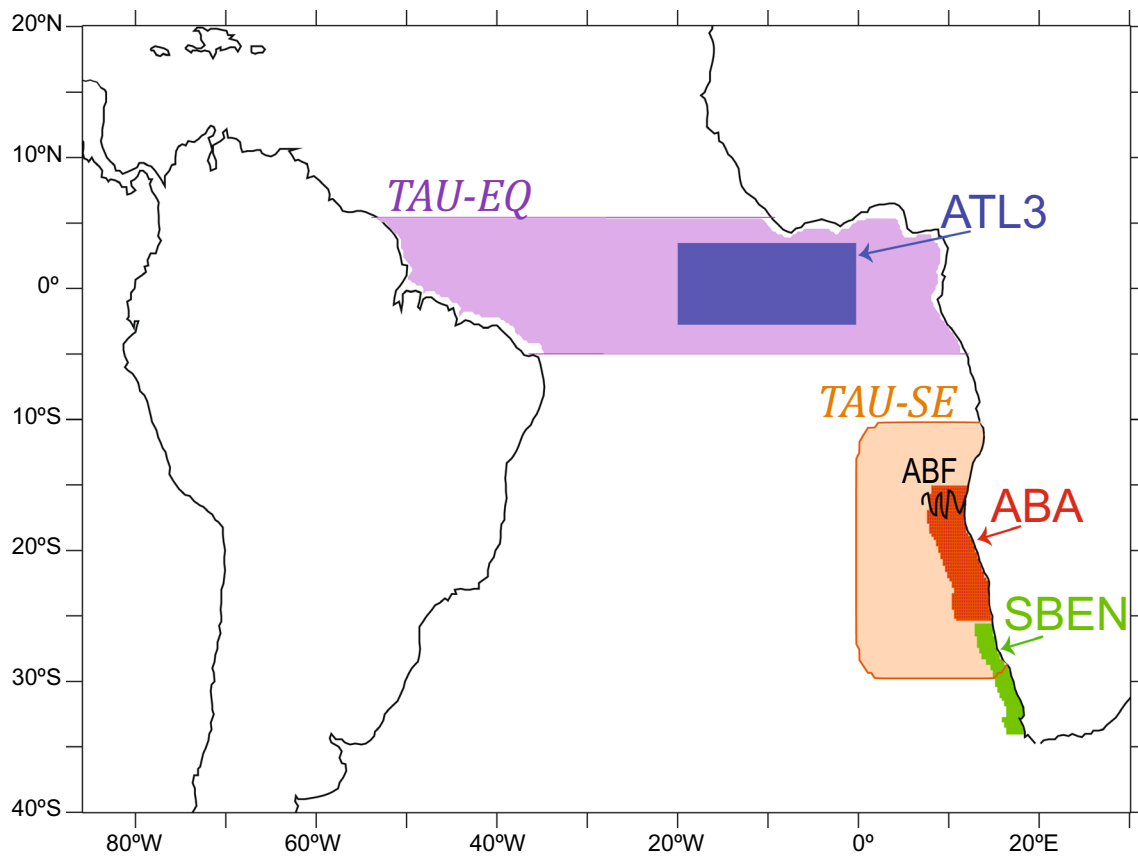 20ºN
10ºN
0º
10ºS
20ºS
30ºS
40ºS
TAU-EQ
ATL3
TAU-SE
ABF
ABA
SBEN
80ºW
60ºW
40ºW
20ºW
0º
20ºE